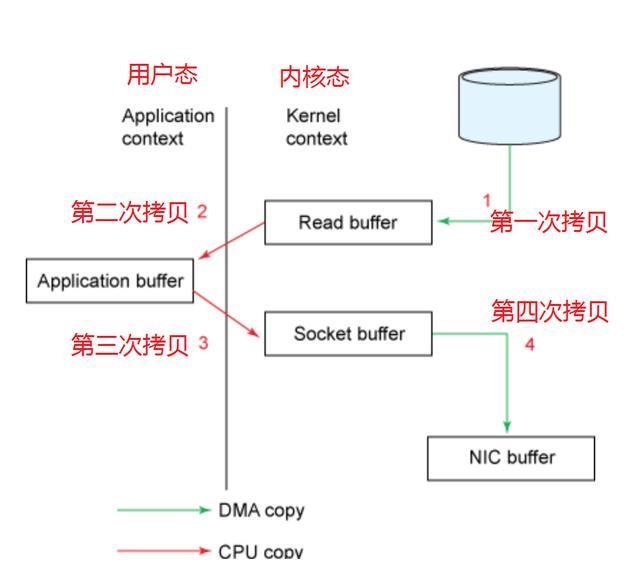 用户态
内核态
Application
context
Kernel
context
1
第一次拷贝
第二次拷贝 2
Read buffer
Application buffer
第三次拷贝 3
Socket buffer
第四次拷贝
4
NIC buffer
DMA copy
CPU copy